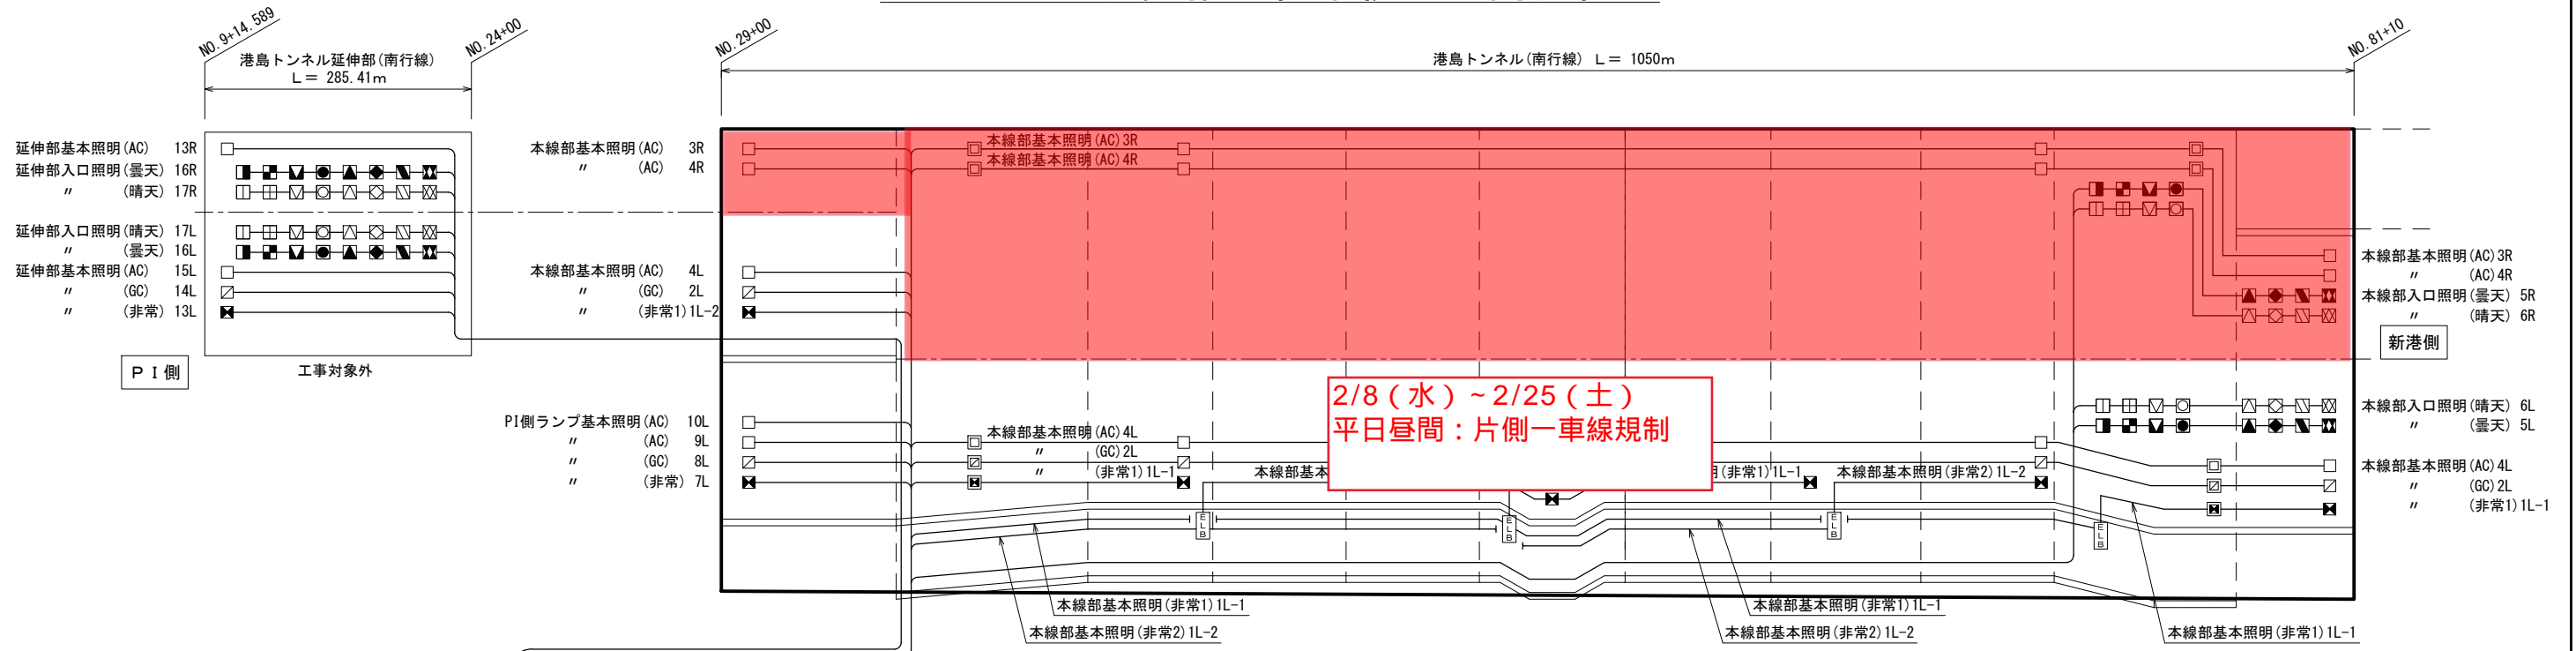 NO.9+14.589
NO.24+00
NO.29+00
NO.81+10
港島トンネル延伸部(南行線)
L＝ 285.41m
港島トンネル(南行線) L＝ 1050m
延伸部基本照明(AC) 13R
延伸部入口照明(曇天) 16R
〃 (晴天) 17R
延伸部入口照明(晴天) 17L
〃 (曇天) 16L
延伸部基本照明(AC) 15L
〃 (GC) 14L
〃 (非常) 13L
ＰＩ側
工事対象外
本線部基本照明(AC) 3R
〃 (AC) 4R
本線部基本照明(AC) 4L
〃 (GC) 2L
〃 (非常1)1L-2
PI側ランプ基本照明(AC) 10L
〃 (AC) 9L
〃 (GC) 8L
〃 (非常) 7L
本線部基本照明(AC)3R
本線部基本照明(AC)4R
本線部基本照明(AC)4L
〃 (GC)2L
〃 (非常1)1L-1
本線部基本
2/8（水）~2/25（土）
平日昼間：片側一車線規制
明(非常1)1L-1
本線部基本照明(非常2)1L-2
ELB
ELB
ELB
ELB
本線部基本照明(非常1)1L-1
本線部基本照明(非常2)1L-2
本線部基本照明(非常1)1L-1
本線部基本照明(非常2)1L-2
本線部基本照明(非常1)1L-1
本線部基本照明(AC)3R
〃 (AC)4R
本線部入口照明(曇天) 5R
〃 (晴天) 6R
新港側
本線部入口照明(晴天) 6L
〃 (曇天) 5L
本線部基本照明(AC)4L
〃 (GC)2L
〃 (非常1)1L-1